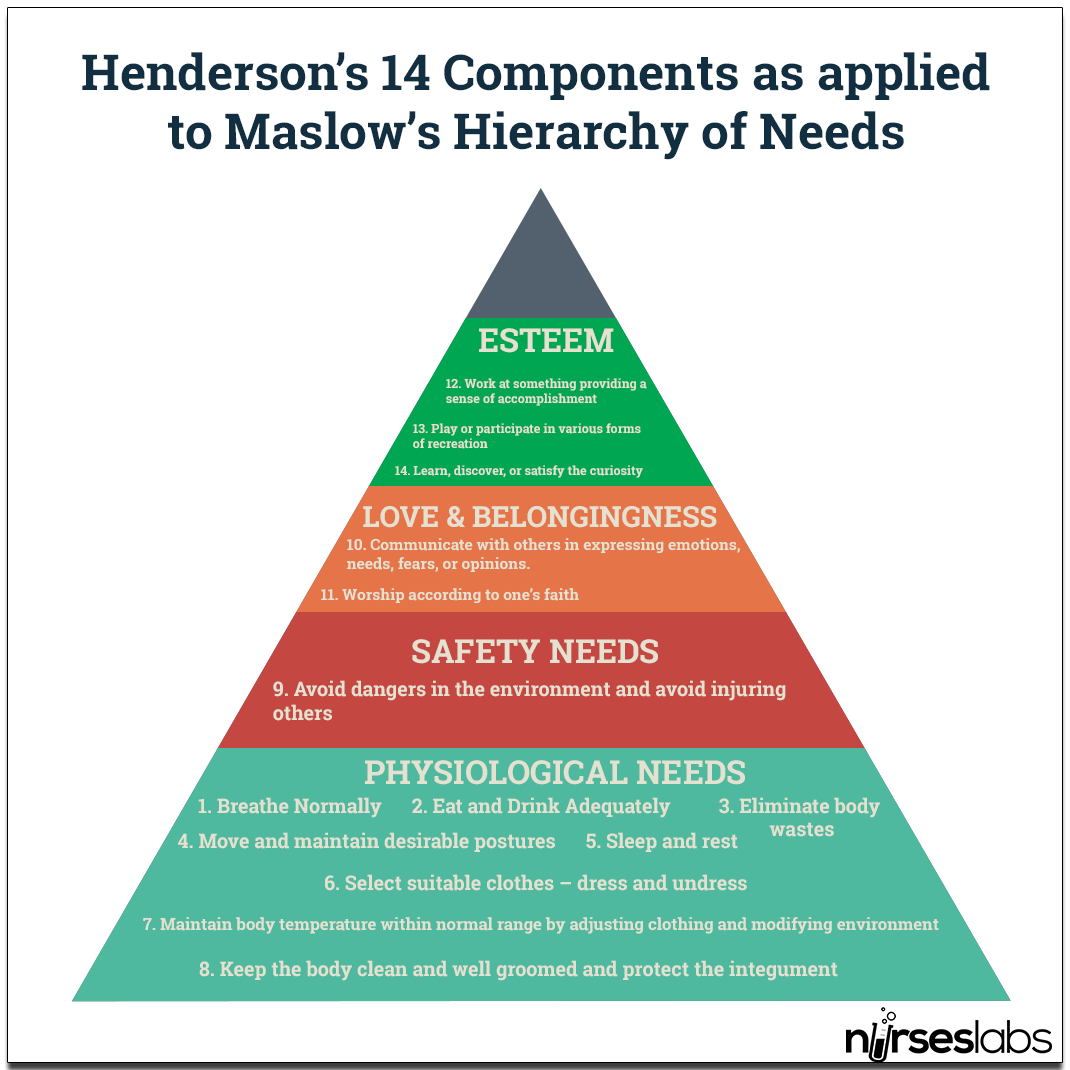 Henderson’s 14 Components as applied
to Maslow’s Hierarchy of Needs
ESTEEM
12. Work at something providing a
sense of accomplishment
13. Play or participate in various forms
of recreation
14. Learn, discover, or satisfy the curiosity
LOVE & BELONGINGNESS
10. Communicate with others in expressing emotions,
needs, fears, or opinions.
11. Worship according to one’s faith
SAFETY NEEDS
9. Avoid dangers in the environment and avoid injuring
others
PHYSIOLOGICAL NEEDS
1. Breathe Normally
2. Eat and Drink Adequately
3. Eliminate body
wastes
4. Move and maintain desirable postures
5. Sleep and rest
6. Select suitable clothes – dress and undress
7. Maintain body temperature within normal range by adjusting clothing and modifying environment
8. Keep the body clean and well groomed and protect the integument
nurseslabs